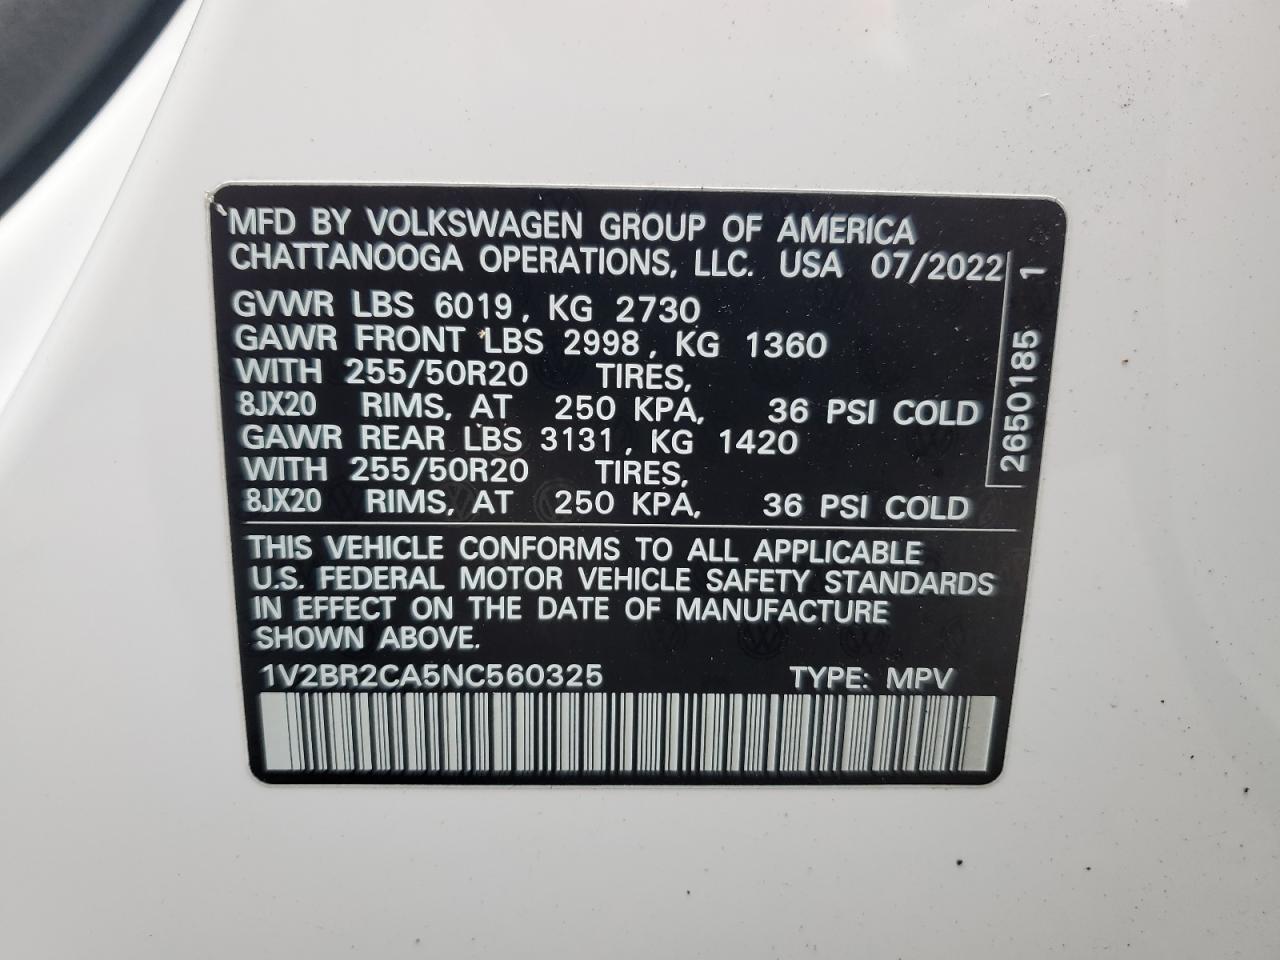 MFD BY VOLKSWAGEN GROUP OF AMERICA
CHATTANOOGA OPERATIONS, LLC. USA 07/2022
GVWR LBS 6019, KG 2730
GAWR FRONT LBS 2998, KG 1360
WITH 255/50R20 TIRES,
8JX20 RIMS, AT 250 KPA, 36 PSI COLD
GAWR REAR LBS 3131, KG 1420
WITH 255/50R20 TIRES,
8JX20 RIMS, AT 250 KPA, 36 PSI COLD
2650185 1
THIS VEHICLE CONFORMS TO ALL APPLICABLE
U.S. FEDERAL MOTOR VEHICLE SAFETY STANDARDS
IN EFFECT ON THE DATE OF MANUFACTURE
SHOWN ABOVE.
1V2BR2CA5NC560325 TYPE: MPV